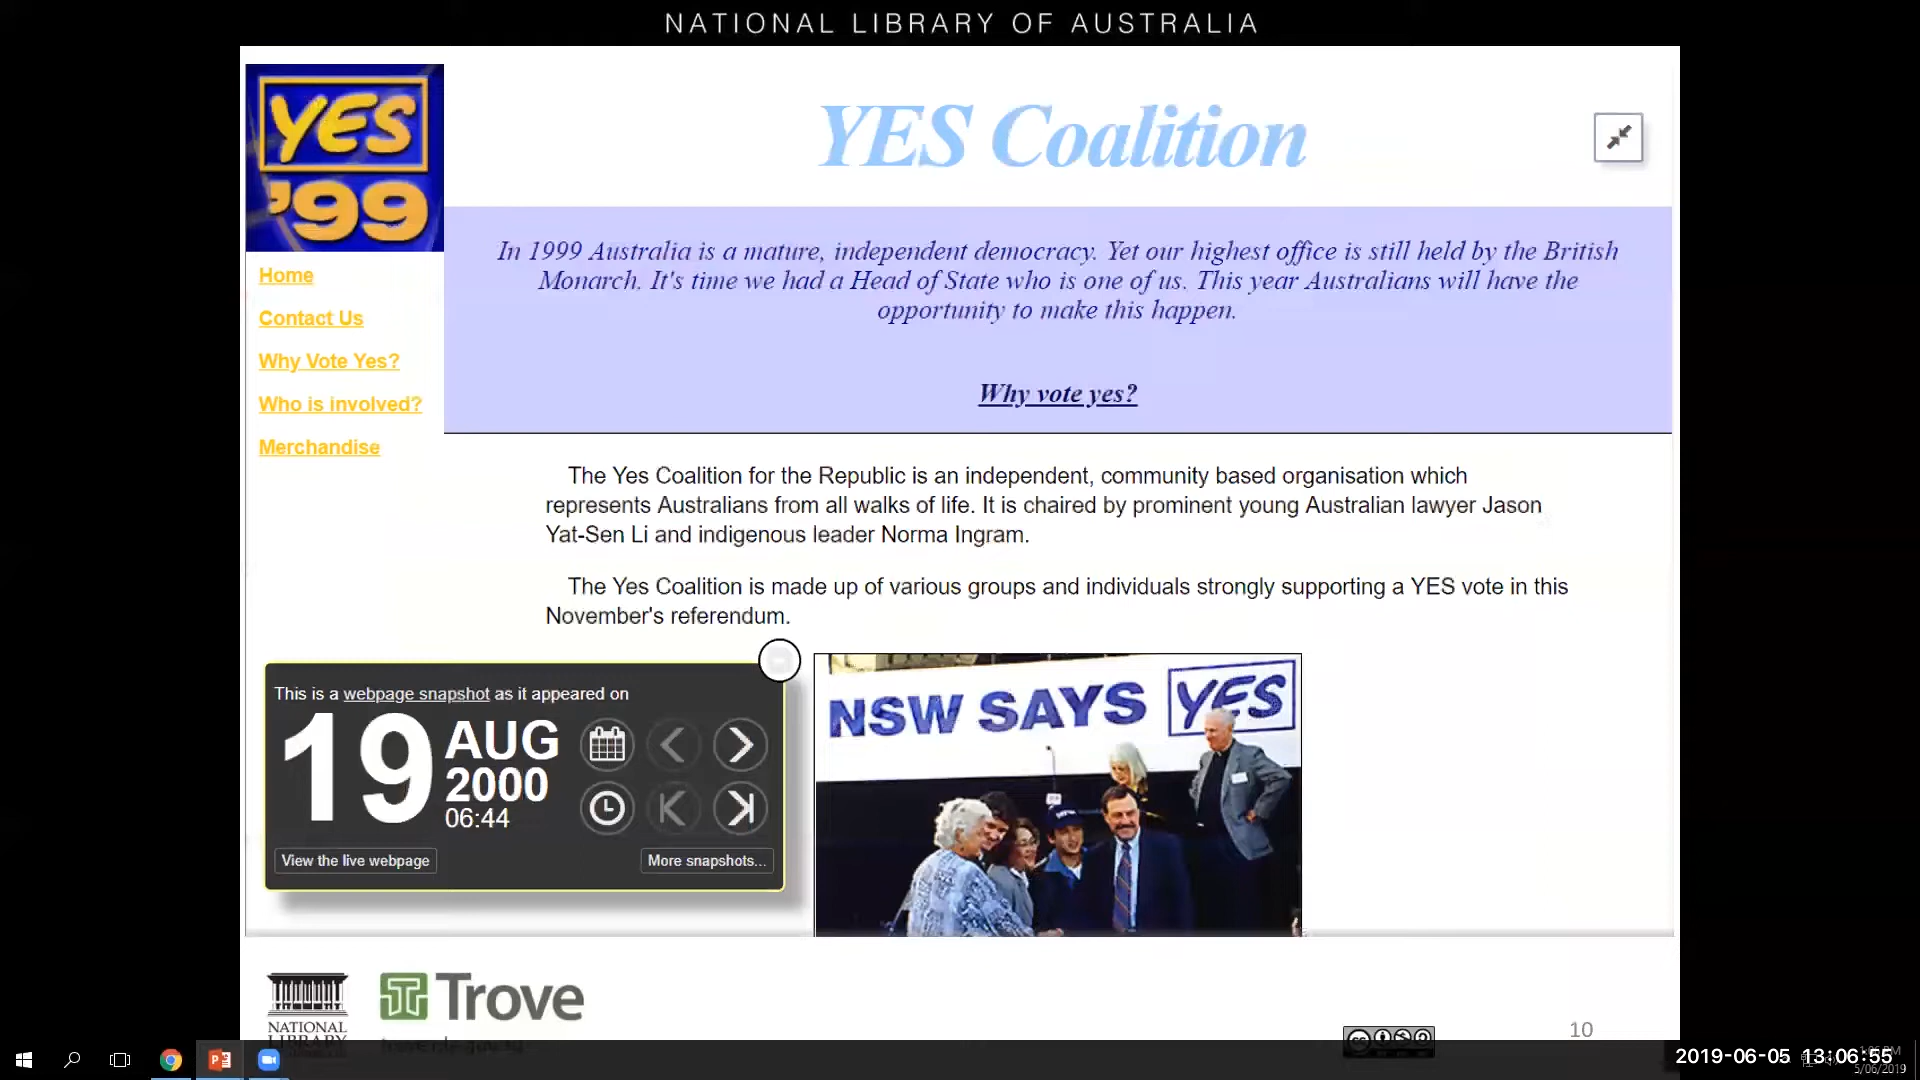 NATIONAL LIBRARY OF AUSTRALIA
YES
'99
YES Coalition
Home
Contact Us
Why Vote Yes?
Who is involved?
Merchandise
In 1999 Australia is a mature, independent democracy. Yet our highest office is still held by the British
Monarch. It's time we had a Head of State who is one of us. This year Australians will have the
opportunity to make this happen.
Why vote yes?
The Yes Coalition for the Republic is an independent, community based organisation which
represents Australians from all walks of life. It is chaired by prominent young Australian lawyer Jason
Yat-Sen Li and indigenous leader Norma Ingram.
The Yes Coalition is made up of various groups and individuals strongly supporting a YES vote in this
November's referendum.
This is a webpage snapshot as it appeared on
19 AUG
2000
06:44
View the live webpage
More snapshots...
NSW SAYS YES
NATIONAL
LIBRARY
Trove
10
2019-06-05 13:06:55
5/06/2019